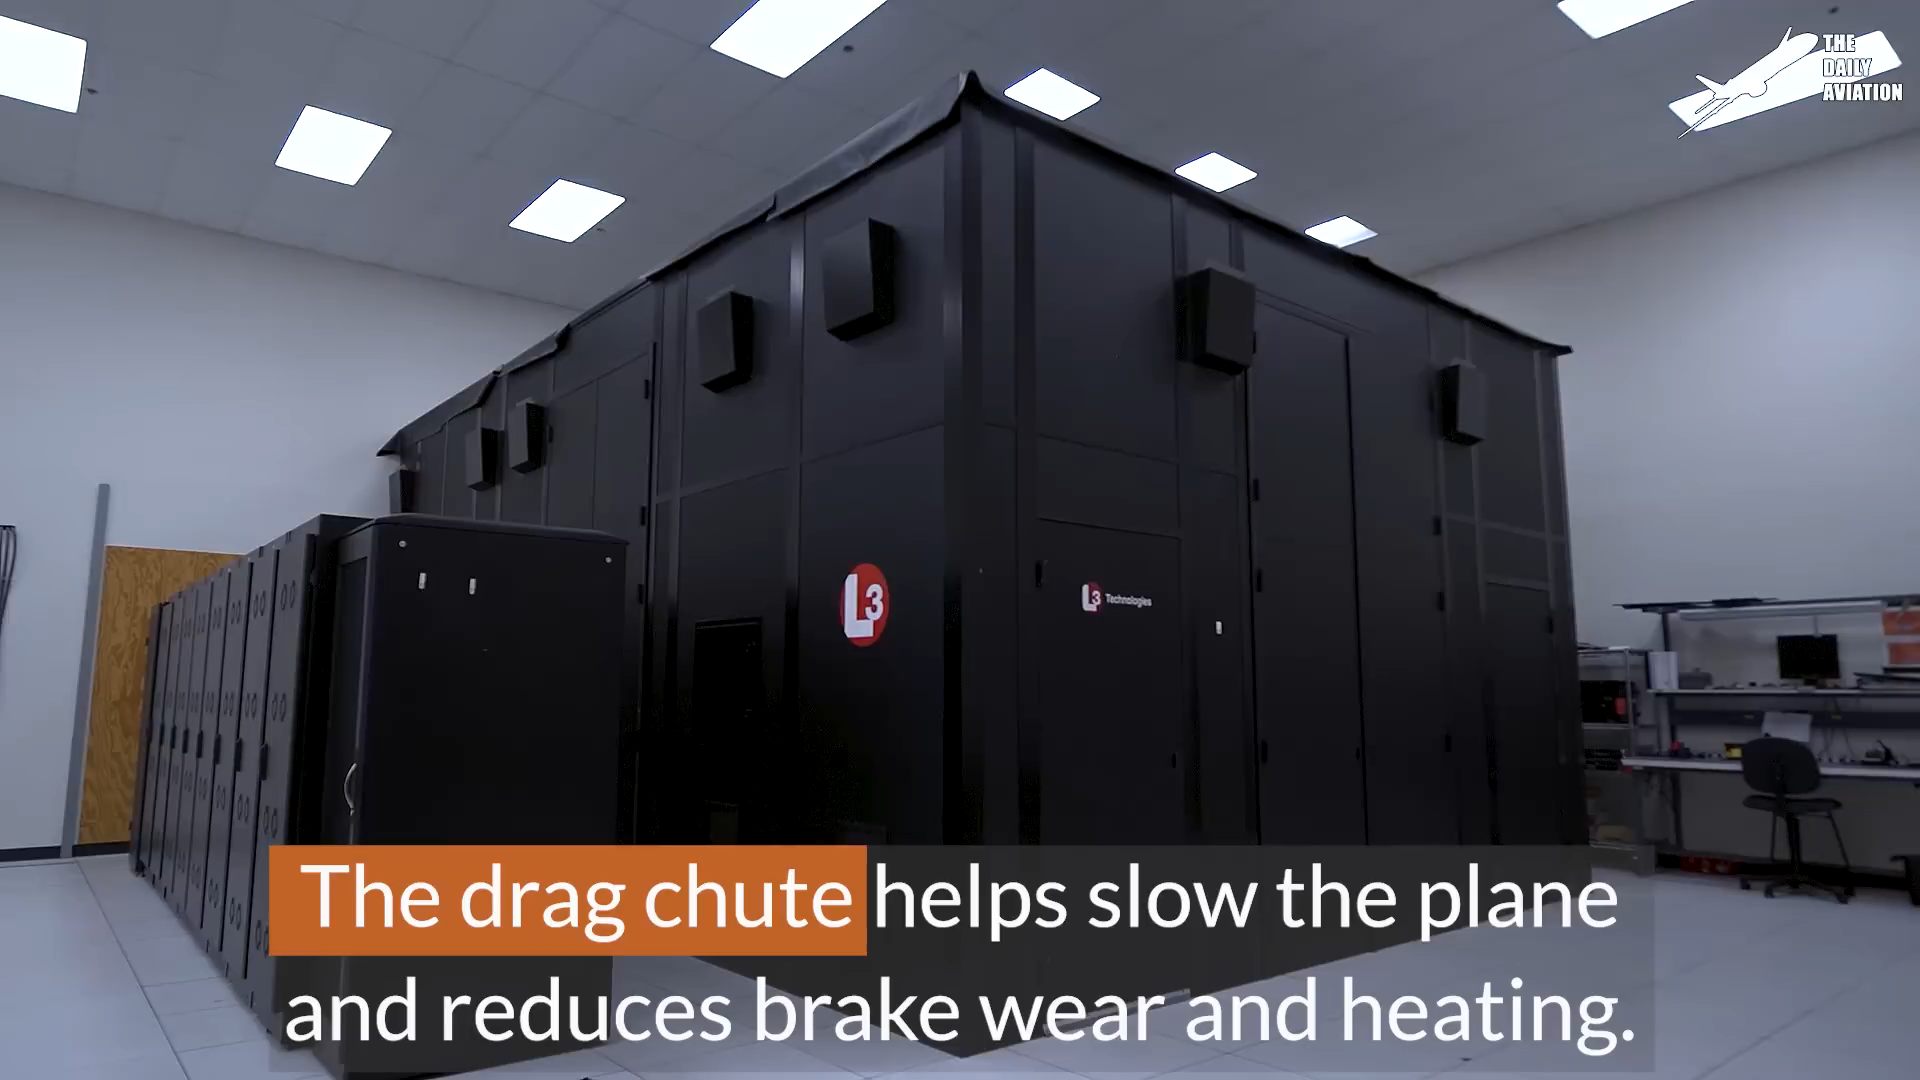 THE
DAILY
AVIATION
L3
L3 Technologies
The drag chute helps slow the plane
and reduces brake wear and heating.